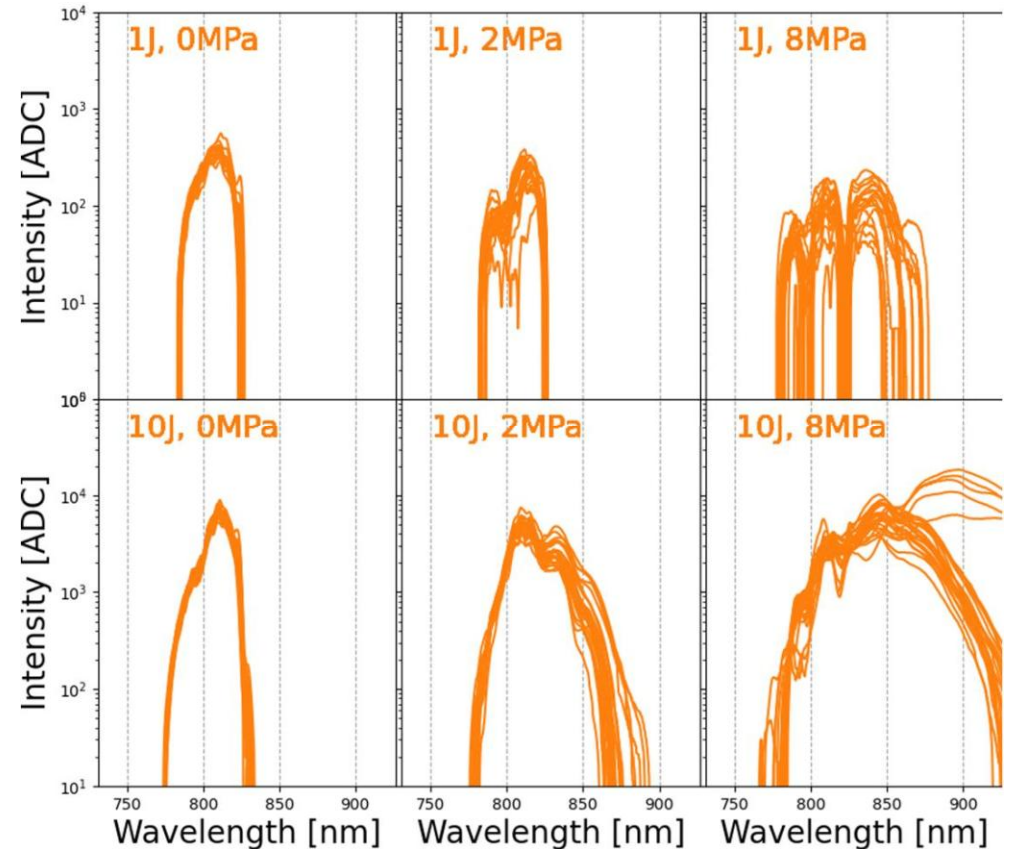 10⁴
1J, 0MPa
1J, 2MPa
1J, 8MPa
10³
Intensity [ADC]
10²
10¹
10J, 0MPa
10J, 2MPa
10J, 8MPa
10⁴
Intensity [ADC]
10³
10²
10¹
750 800 850 900
750 800 850 900
750 800 850 900
Wavelength [nm]
Wavelength [nm]
Wavelength [nm]